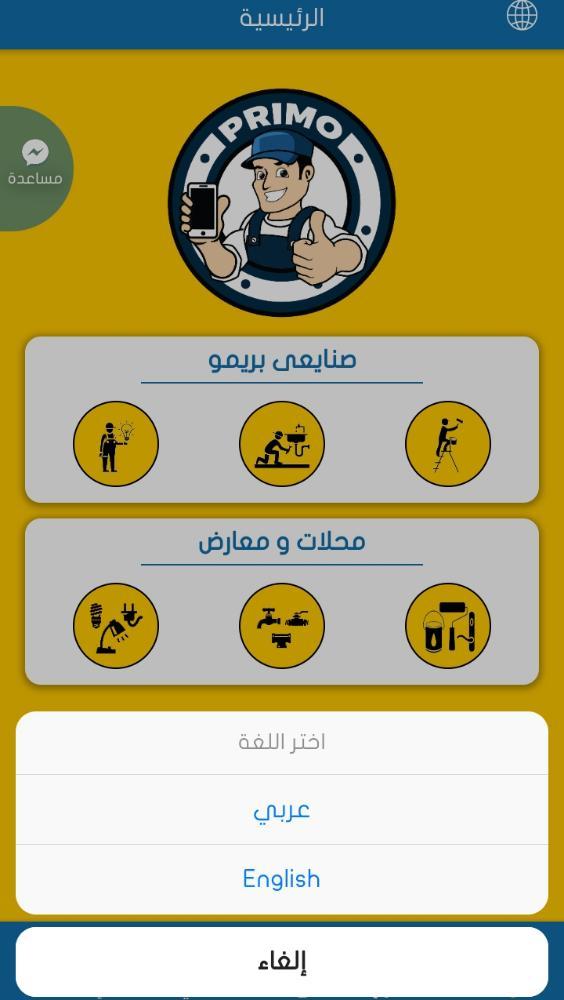 الرئيسية
PRIMO
مساعدة
صنايعى بريمو
محلات و معارض
اختر اللغة
عربي
English
إلغاء